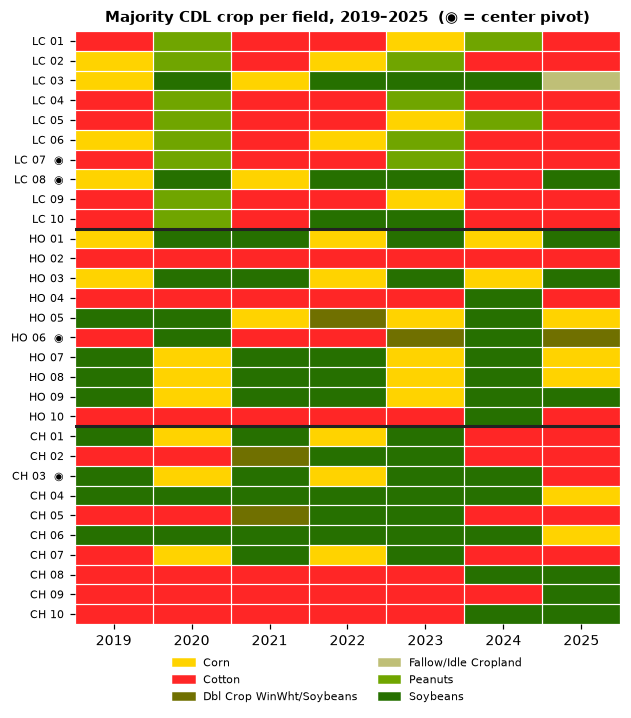 Majority CDL crop per field, 2019–2025 (◉ = center pivot)
LC 01
LC 02
LC 03
LC 04
LC 05
LC 06
LC 07 ◉
LC 08 ◉
LC 09
LC 10
HO 01
HO 02
HO 03
HO 04
HO 05
HO 06 ◉
HO 07
HO 08
HO 09
HO 10
CH 01
CH 02
CH 03 ◉
CH 04
CH 05
CH 06
CH 07
CH 08
CH 09
CH 10
2019 2020 2021 2022 2023 2024 2025
Corn
Cotton
Dbl Crop WinWht/Soybeans
Fallow/Idle Cropland
Peanuts
Soybeans